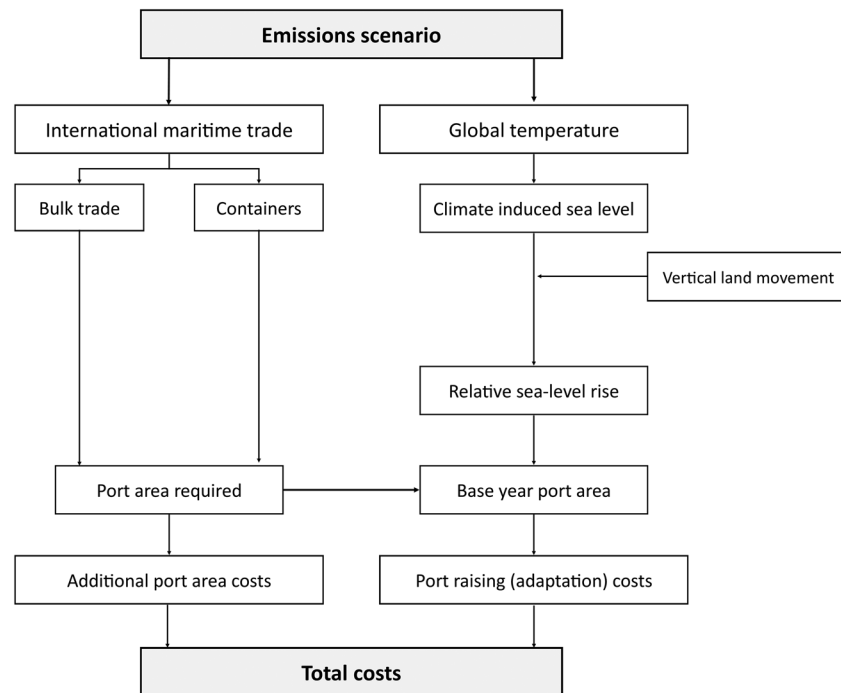 Emissions scenario
International maritime trade
Global temperature
Bulk trade
Containers
Climate induced sea level
Vertical land movement
Relative sea-level rise
Port area required
Base year port area
Additional port area costs
Port raising (adaptation) costs
Total costs